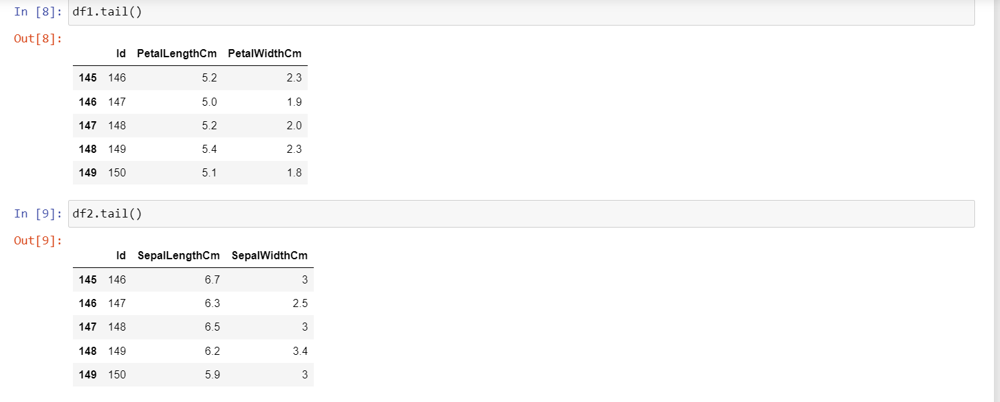 In [8]: df1.tail()
Out[8]:
Id PetalLengthCm PetalWidthCm
145 146 5.2 2.3
146 147 5.0 1.9
147 148 5.2 2.0
148 149 5.4 2.3
149 150 5.1 1.8
In [9]: df2.tail()
Out[9]:
Id SepalLengthCm SepalWidthCm
145 146 6.7 3
146 147 6.3 2.5
147 148 6.5 3
148 149 6.2 3.4
149 150 5.9 3